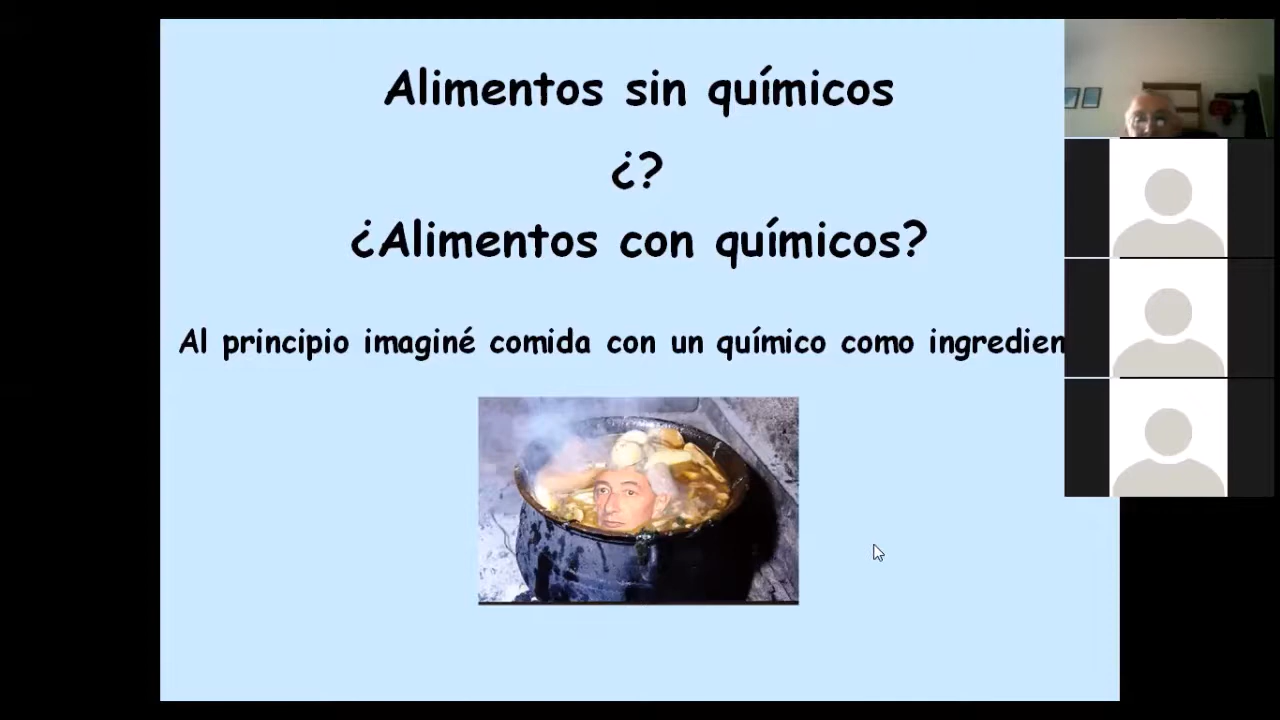 Alimentos sin químicos
¿?
¿Alimentos con químicos?
Al principio imaginé comida con un químico como ingredien